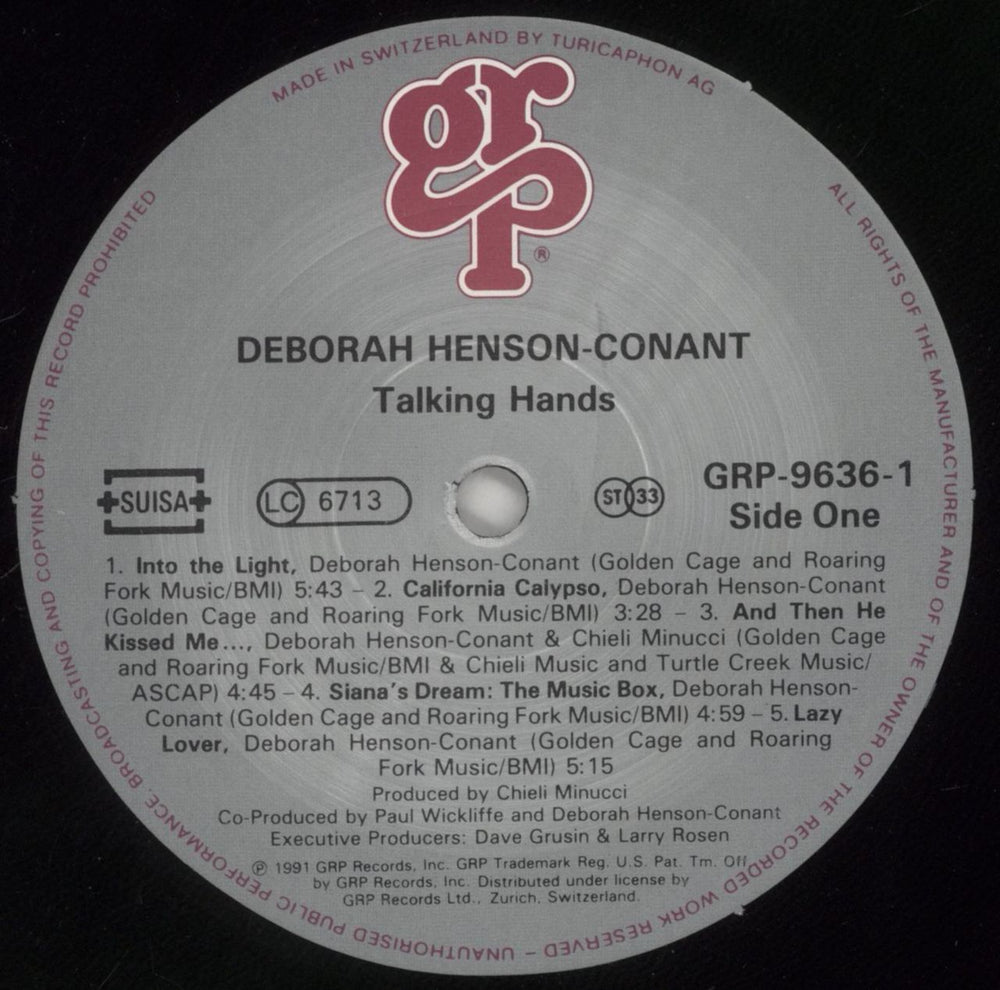 MADE IN SWITZERLAND BY TURICAPHON AG
grp®
DEBORAH HENSON-CONANT
Talking Hands
SUISA
LC 6713
ST 33
GRP-9636-1
Side One
1. Into the Light, Deborah Henson-Conant (Golden Cage and Roaring
Fork Music/BMI) 5:43 – 2. California Calypso, Deborah Henson-Conant
(Golden Cage and Roaring Fork Music/BMI) 3:28 – 3. And Then He
Kissed Me..., Deborah Henson-Conant & Chieli Minucci (Golden Cage
and Roaring Fork Music/BMI & Chieli Music and Turtle Creek Music/
ASCAP) 4:45 – 4. Siana's Dream: The Music Box, Deborah Henson-
Conant (Golden Cage and Roaring Fork Music/BMI) 4:59 – 5. Lazy
Lover, Deborah Henson-Conant (Golden Cage and Roaring
Fork Music/BMI) 5:15
Produced by Chieli Minucci
Co-Produced by Paul Wickliffe and Deborah Henson-Conant
Executive Producers: Dave Grusin & Larry Rosen
℗ 1991 GRP Records, Inc. GRP Trademark Reg. U.S. Pat. Tm. Off.
by GRP Records, Inc. Distributed under license by
GRP Records Ltd., Zurich, Switzerland.
ALL RIGHTS OF THE MANUFACTURER AND OF THE OWNER OF THE RECORDED WORK RESERVED – UNAUTHORISED PUBLIC PERFORMANCE, BROADCASTING AND COPYING OF THIS RECORD PROHIBITED